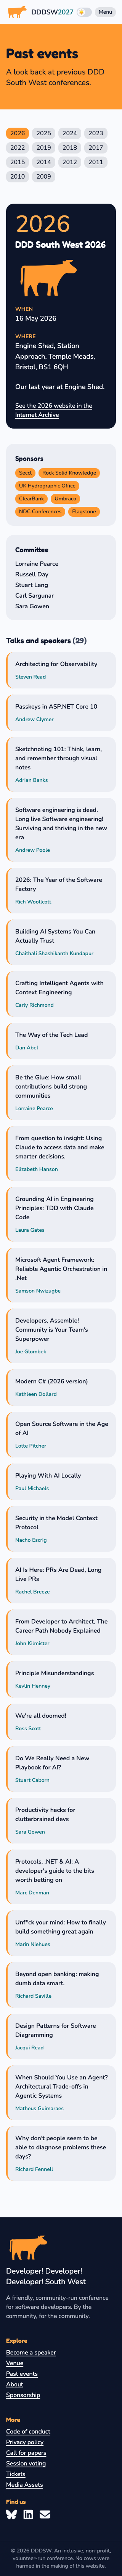 DDDSW2027
Menu
Past events
A look back at previous DDD
South West conferences.
2026 2025 2024 2023
2022 2019 2018 2017
2015 2014 2012 2011
2010 2009
2026
DDD South West 2026
WHEN
16 May 2026
WHERE
Engine Shed, Station
Approach, Temple Meads,
Bristol, BS1 6QH
Our last year at Engine Shed.
See the 2026 website in the
Internet Archive
Sponsors
Seccl Rock Solid Knowledge
UK Hydrographic Office
ClearBank Umbraco
NDC Conferences Flagstone
Committee
Lorraine Pearce
Russell Day
Stuart Lang
Carl Sargunar
Sara Gowen
Talks and speakers (29)
Architecting for Observability
Steven Read
Passkeys in ASP.NET Core 10
Andrew Clymer
Sketchnoting 101: Think, learn,
and remember through visual
notes
Adrian Banks
Software engineering is dead.
Long live Software engineering!
Surviving and thriving in the new
era
Andrew Poole
2026: The Year of the Software
Factory
Rich Woollcott
Building AI Systems You Can
Actually Trust
Chaithali Shashikanth Kundapur
Crafting Intelligent Agents with
Context Engineering
Carly Richmond
The Way of the Tech Lead
Dan Abel
Be the Glue: How small
contributions build strong
communities
Lorraine Pearce
From question to insight: Using
Claude to access data and make
smarter decisions.
Elizabeth Hanson
Grounding AI in Engineering
Principles: TDD with Claude
Code
Laura Gates
Microsoft Agent Framework:
Reliable Agentic Orchestration in
.Net
Samson Nwizugbe
Developers, Assemble!
Community is Your Team's
Superpower
Joe Glombek
Modern C# (2026 version)
Kathleen Dollard
Open Source Software in the Age
of AI
Lotte Pitcher
Playing With AI Locally
Paul Michaels
Security in the Model Context
Protocol
Nacho Escrig
AI Is Here: PRs Are Dead, Long
Live PRs
Rachel Breeze
From Developer to Architect, The
Career Path Nobody Explained
John Kilmister
Principle Misunderstandings
Kevlin Henney
We're all doomed!
Ross Scott
Do We Really Need a New
Playbook for AI?
Stuart Caborn
Productivity hacks for
clutterbrained devs
Sara Gowen
Protocols, .NET & AI: A
developer's guide to the bits
worth betting on
Marc Denman
Unf*ck your mind: How to finally
build something great again
Marin Niehues
Beyond open banking: making
dumb data smart.
Richard Saville
Design Patterns for Software
Diagramming
Jacqui Read
When Should You Use an Agent?
Architectural Trade-offs in
Agentic Systems
Matheus Guimaraes
Why don't people seem to be
able to diagnose problems these
days?
Richard Fennell
Developer! Developer!
Developer! South West
A friendly, community-run conference
for software developers. By the
community, for the community.
Explore
Become a speaker
Venue
Past events
About
Sponsorship
More
Code of conduct
Privacy policy
Call for papers
Session voting
Tickets
Media Assets
Find us
© 2026 DDDSW. An inclusive, non-profit,
volunteer-run conference. No cows were
harmed in the making of this website.